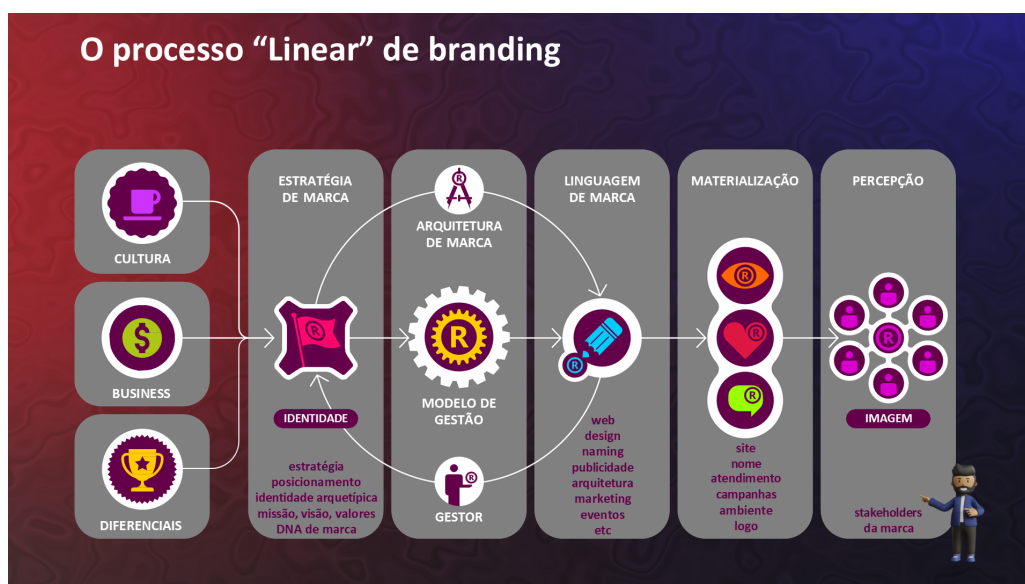 O processo “Linear” de branding
CULTURA
BUSINESS
DIFERENCIAIS
ESTRATÉGIA
DE MARCA
IDENTIDADE
estratégia
posicionamento
identidade arquetípica
missão, visão, valores
DNA de marca
ARQUITETURA
DE MARCA
MODELO DE
GESTÃO
GESTOR
LINGUAGEM
DE MARCA
web
design
naming
publicidade
arquitetura
marketing
eventos
etc
MATERIALIZAÇÃO
site
nome
atendimento
campanhas
ambiente
logo
PERCEPÇÃO
IMAGEM
stakeholders
da marca